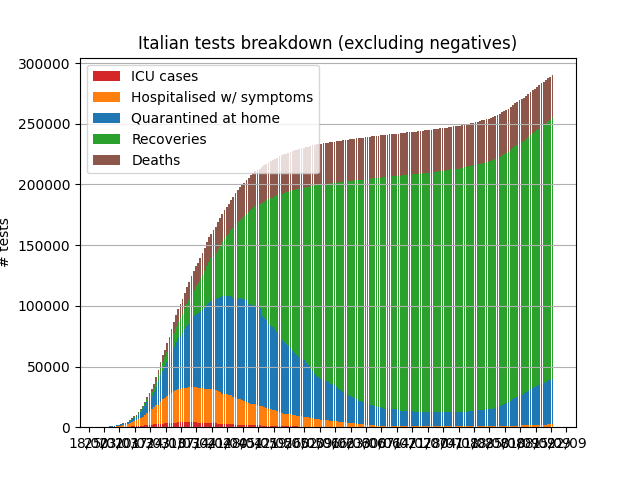 Italian tests breakdown (excluding negatives)
300000
250000
200000
150000
100000
50000
0
# tests
ICU cases
Hospitalised w/ symptoms
Quarantined at home
Recoveries
Deaths